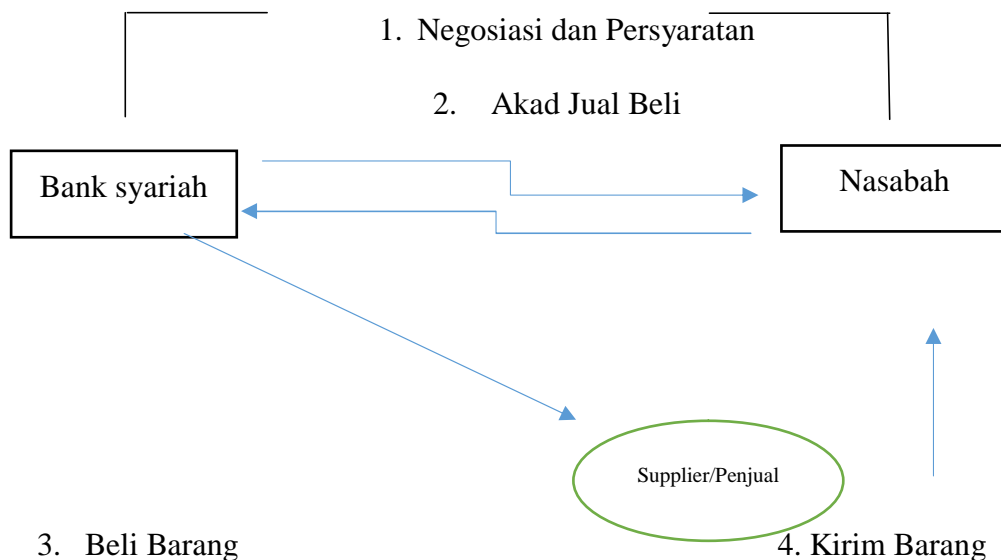 1. Negosiasi dan Persyaratan
2. Akad Jual Beli
Bank syariah
Nasabah
Supplier/Penjual
3. Beli Barang
4. Kirim Barang